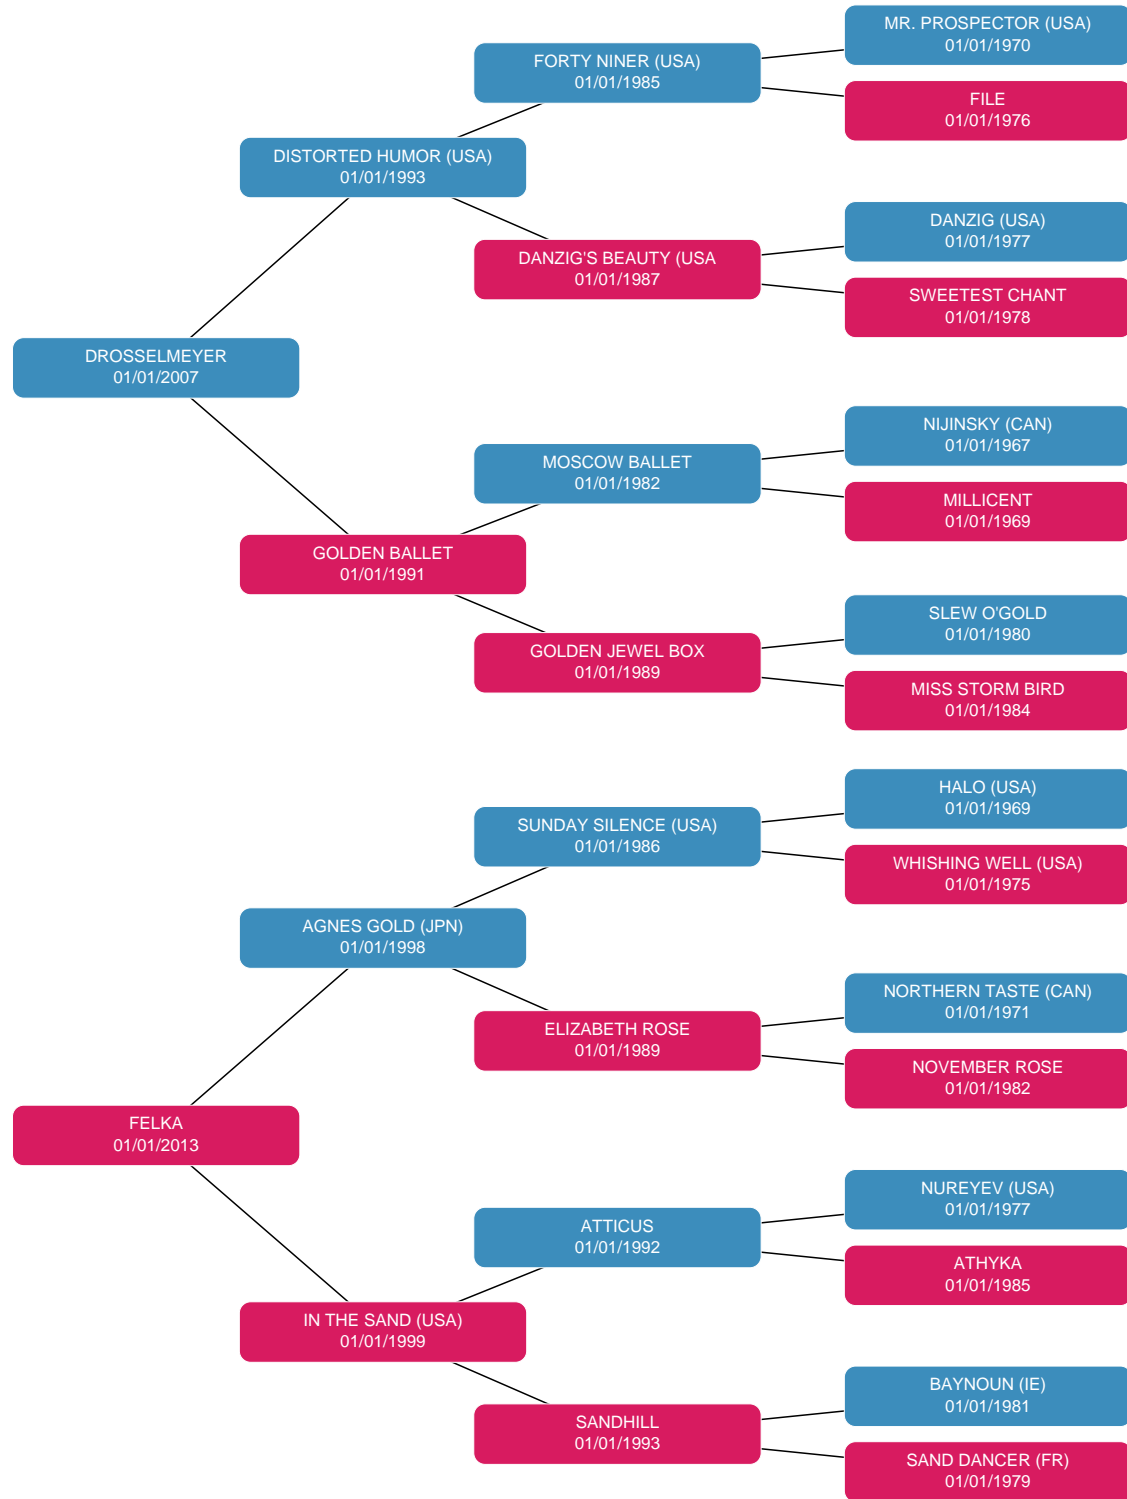 MR. PROSPECTOR (USA)
01/01/1970
FORTY NINER (USA)
01/01/1985
FILE
01/01/1976
DISTORTED HUMOR (USA)
01/01/1993
DANZIG (USA)
01/01/1977
DANZIG'S BEAUTY (USA
01/01/1987
SWEETEST CHANT
01/01/1978
DROSSELMEYER
01/01/2007
NIJINSKY (CAN)
01/01/1967
MOSCOW BALLET
01/01/1982
MILLICENT
01/01/1969
GOLDEN BALLET
01/01/1991
SLEW O'GOLD
01/01/1980
GOLDEN JEWEL BOX
01/01/1989
MISS STORM BIRD
01/01/1984
HALO (USA)
01/01/1969
SUNDAY SILENCE (USA)
01/01/1986
WHISHING WELL (USA)
01/01/1975
AGNES GOLD (JPN)
01/01/1998
NORTHERN TASTE (CAN)
01/01/1971
ELIZABETH ROSE
01/01/1989
NOVEMBER ROSE
01/01/1982
FELKA
01/01/2013
NUREYEV (USA)
01/01/1977
ATTICUS
01/01/1992
ATHYKA
01/01/1985
IN THE SAND (USA)
01/01/1999
BAYNOUN (IE)
01/01/1981
SANDHILL
01/01/1993
SAND DANCER (FR)
01/01/1979